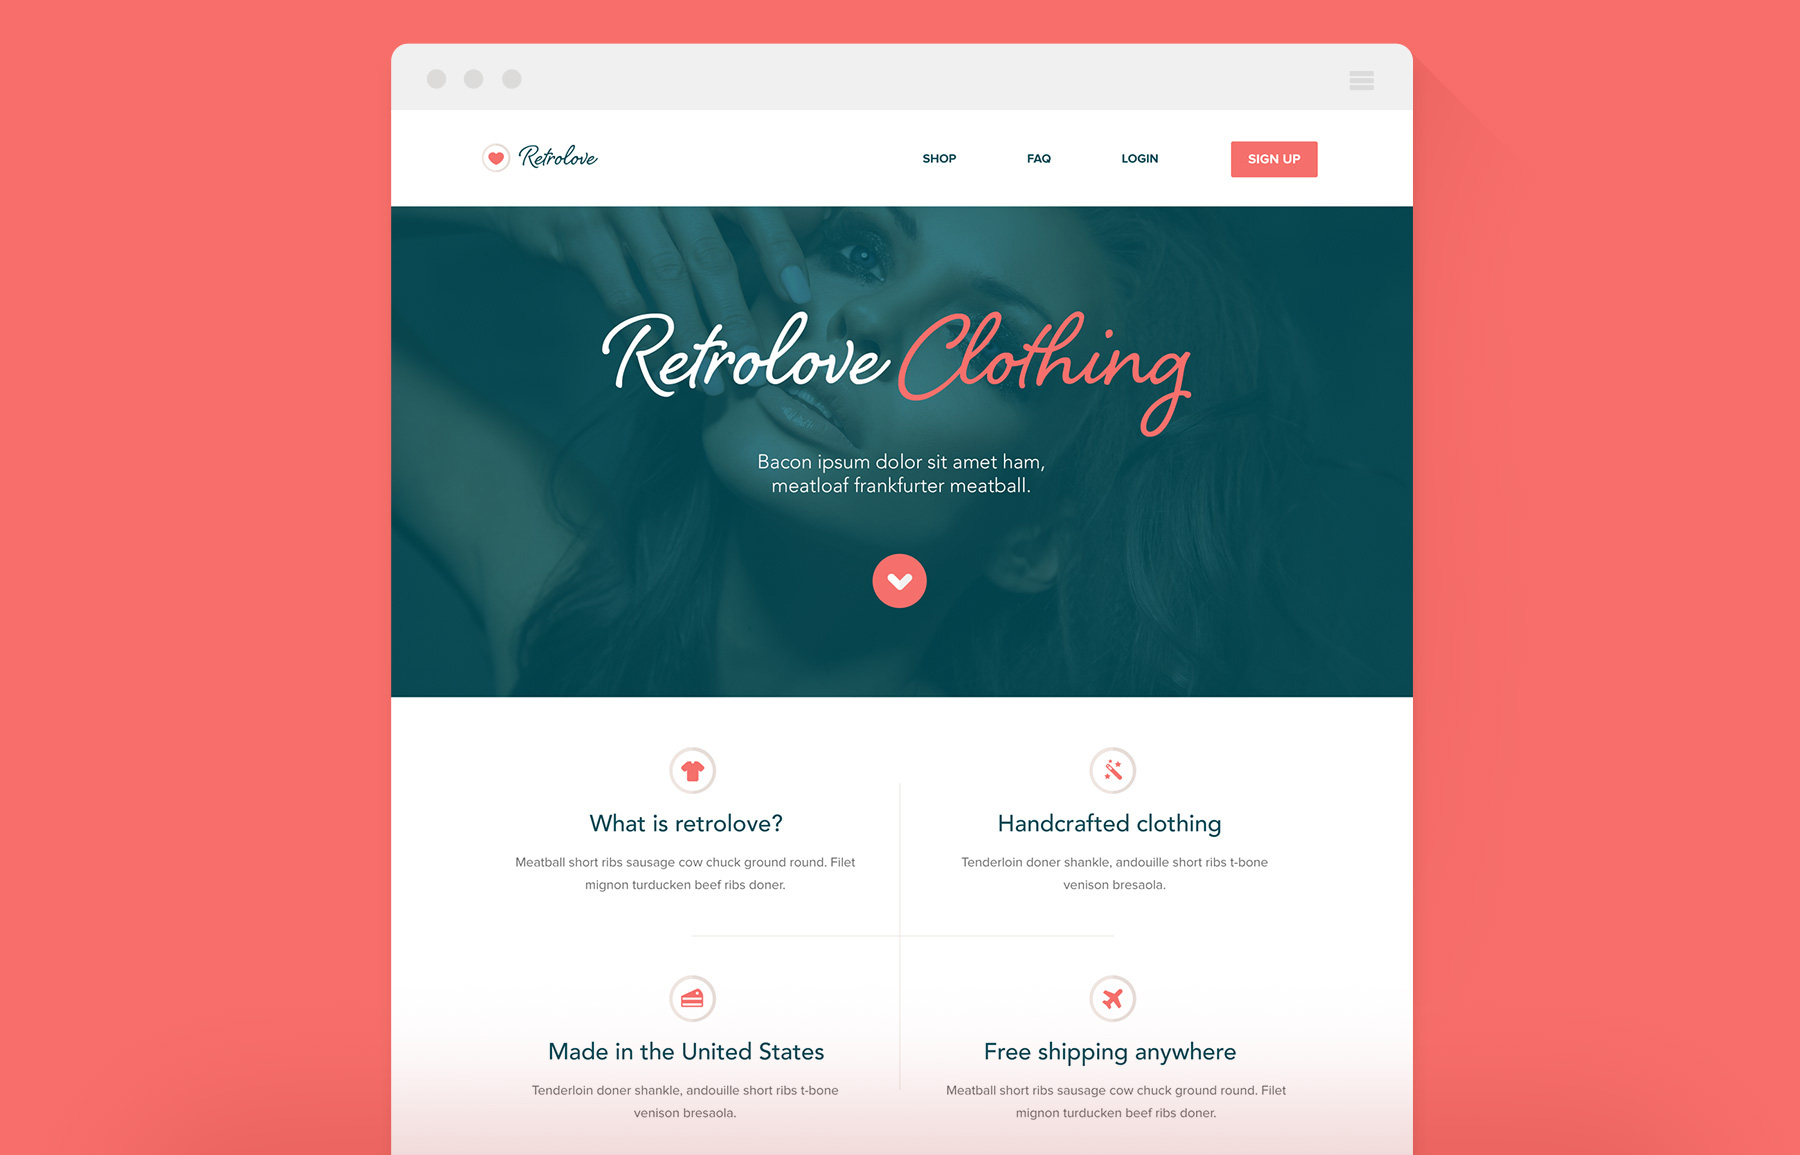 Retrolove
SHOP
FAQ
LOGIN
SIGN UP
Retrolove Clothing
Bacon ipsum dolor sit amet ham,
meatloaf frankfurter meatball.
What is retrolove?
Meatball short ribs sausage cow chuck ground round. Filet
mignon turducken beef ribs doner.
Handcrafted clothing
Tenderloin doner shankle, andouille short ribs t-bone
venison bresaola.
Made in the United States
Tenderloin doner shankle, andouille short ribs t-bone
venison bresaola.
Free shipping anywhere
Meatball short ribs sausage cow chuck ground round. Filet
mignon turducken beef ribs doner.